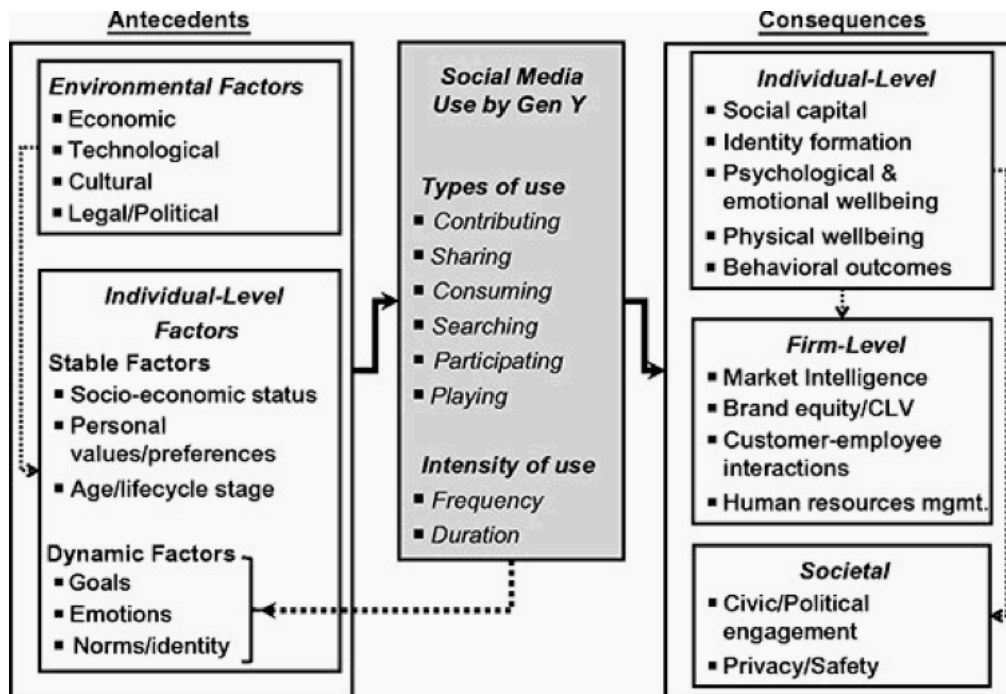 Antecedents
Environmental Factors
▪ Economic
▪ Technological
▪ Cultural
▪ Legal/Political
Individual-Level
Factors
Stable Factors
▪ Socio-economic status
▪ Personal
values/preferences
▪ Age/lifecycle stage
Dynamic Factors
▪ Goals
▪ Emotions
▪ Norms/identity
Social Media
Use by Gen Y
Types of use
▪ Contributing
▪ Sharing
▪ Consuming
▪ Searching
▪ Participating
▪ Playing
Intensity of use
▪ Frequency
▪ Duration
Consequences
Individual-Level
▪ Social capital
▪ Identity formation
▪ Psychological &
emotional wellbeing
▪ Physical wellbeing
▪ Behavioral outcomes
Firm-Level
▪ Market Intelligence
▪ Brand equity/CLV
▪ Customer-employee
interactions
▪ Human resources mgmt.
Societal
▪ Civic/Political
engagement
▪ Privacy/Safety